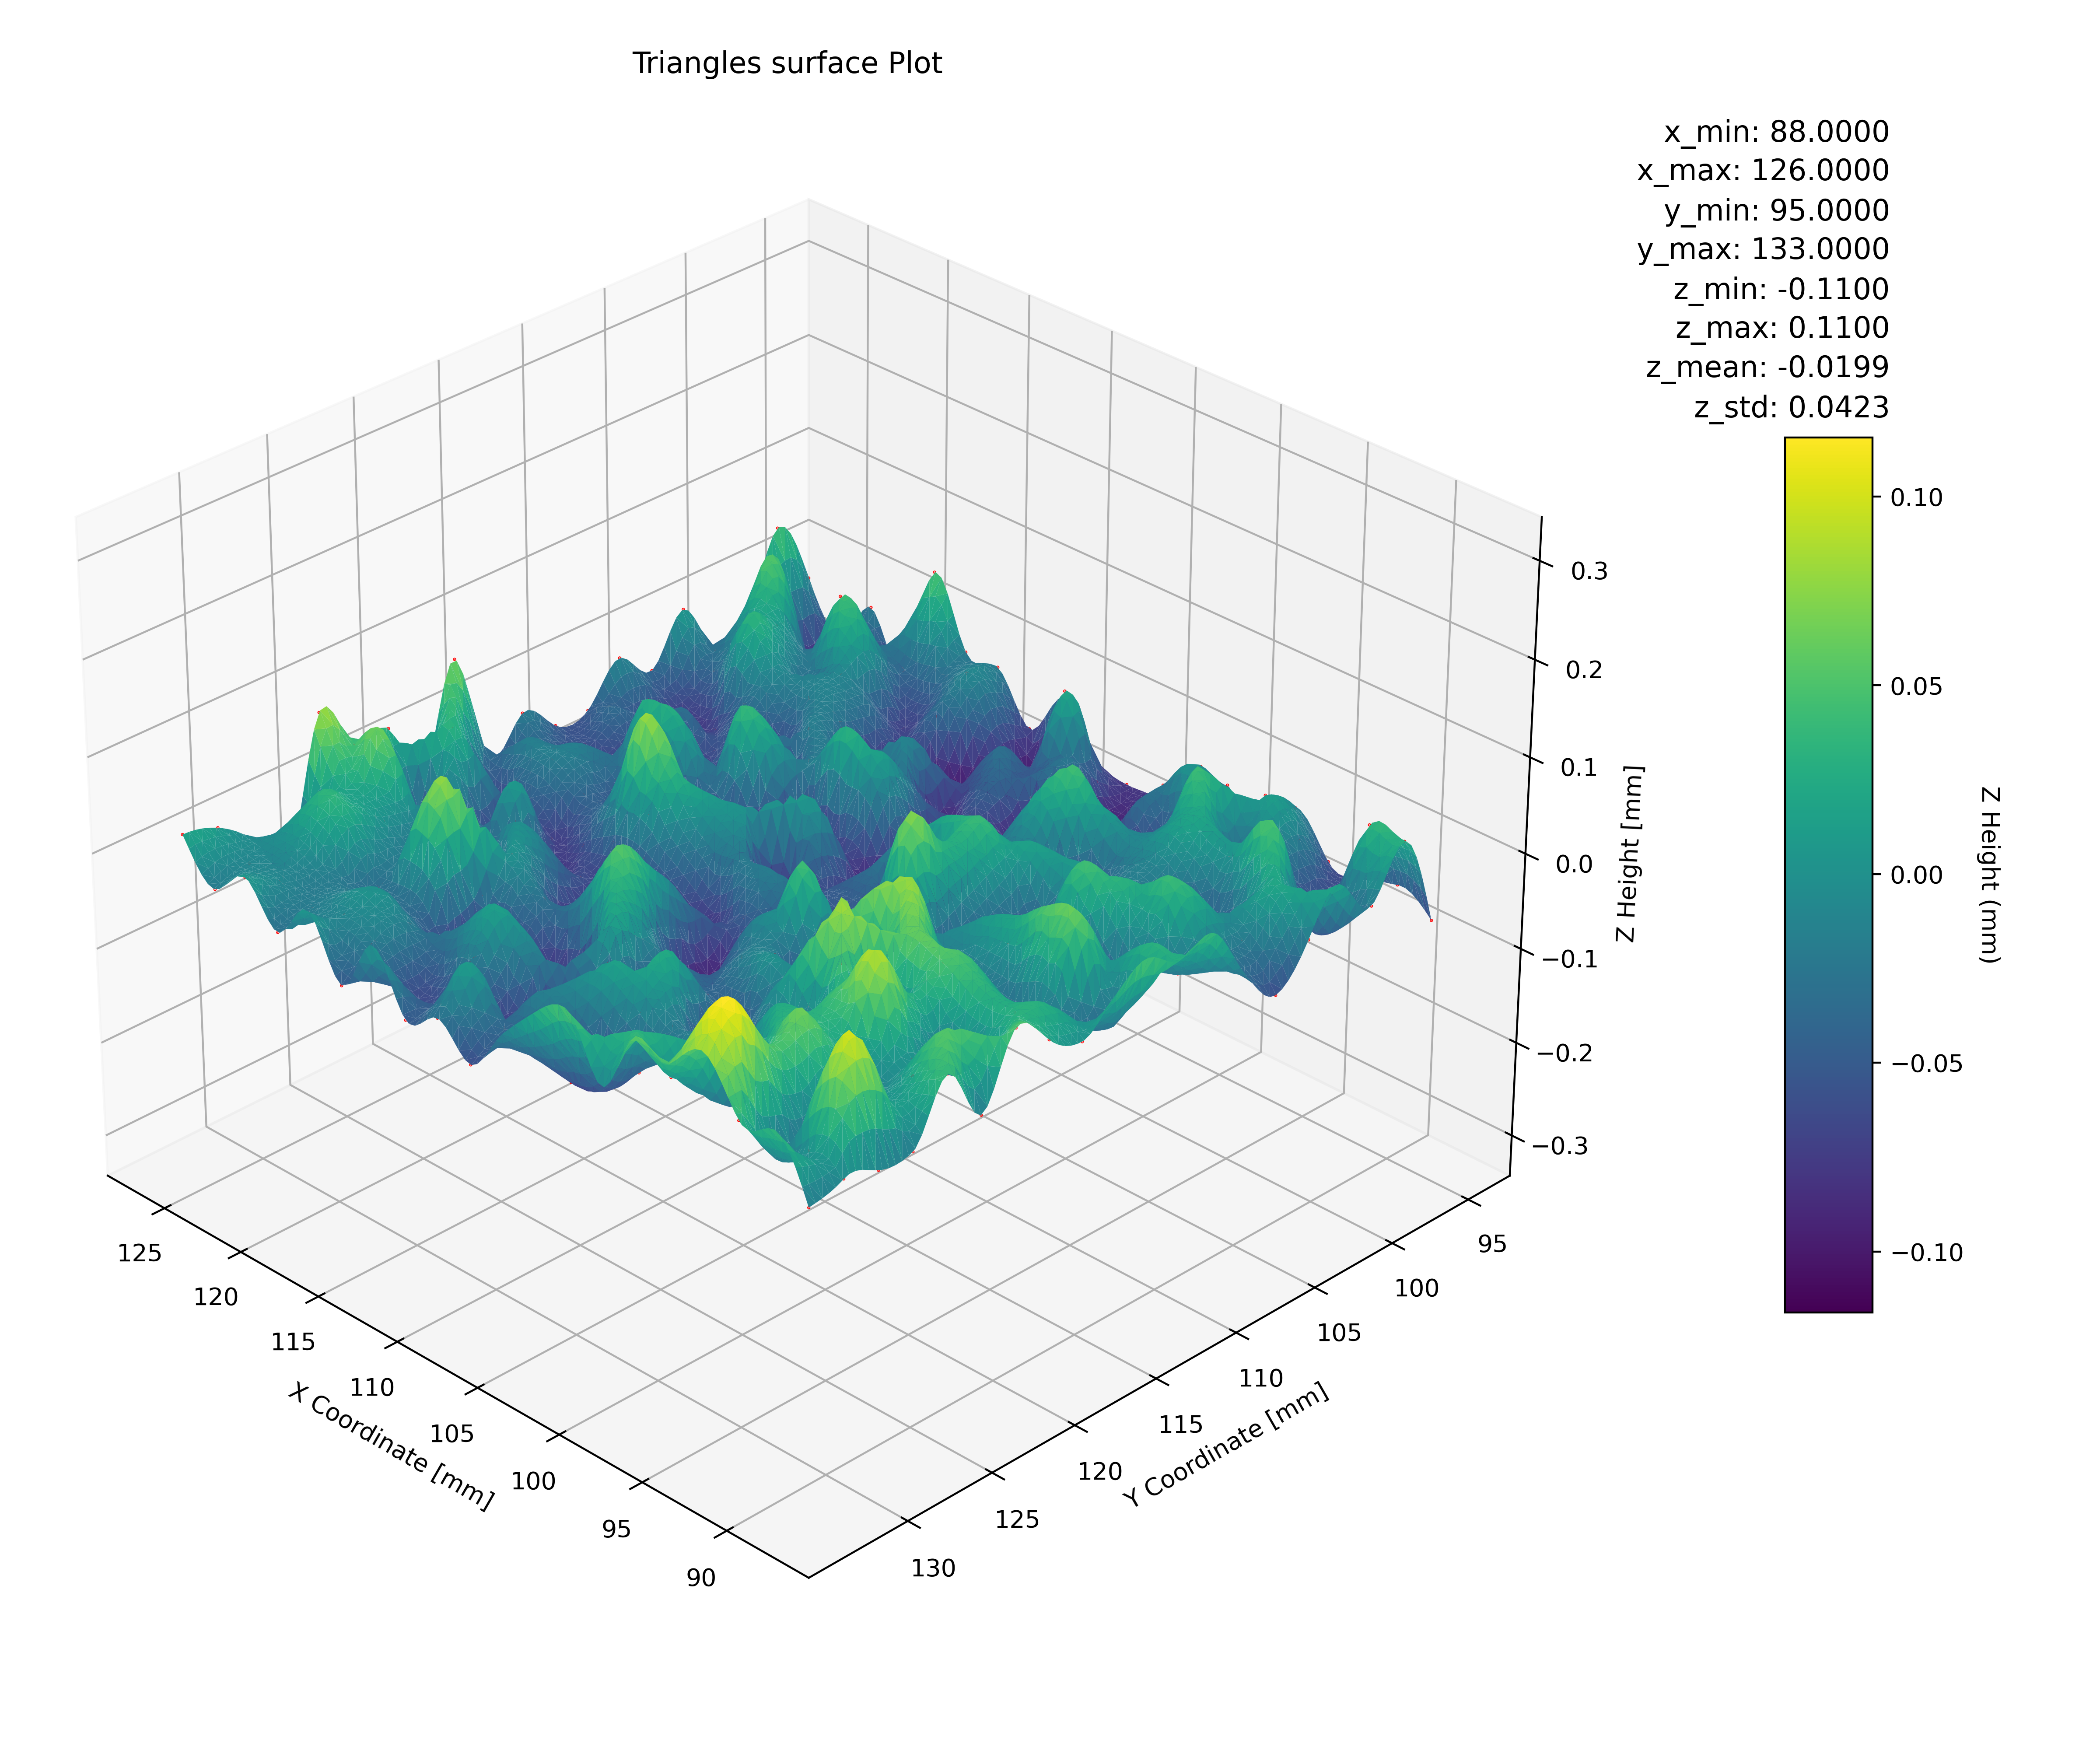 Triangles surface Plot
x_min: 88.0000
x_max: 126.0000
y_min: 95.0000
y_max: 133.0000
z_min: -0.1100
z_max: 0.1100
z_mean: -0.0199
z_std: 0.0423
0.3
0.2
0.1
0.0
−0.1
−0.2
−0.3
Z Height [mm]
0.10
0.05
0.00
−0.05
−0.10
Z Height (mm)
125
120
115
110
105
100
95
90
X Coordinate [mm]
95
100
105
110
115
120
125
130
Y Coordinate [mm]